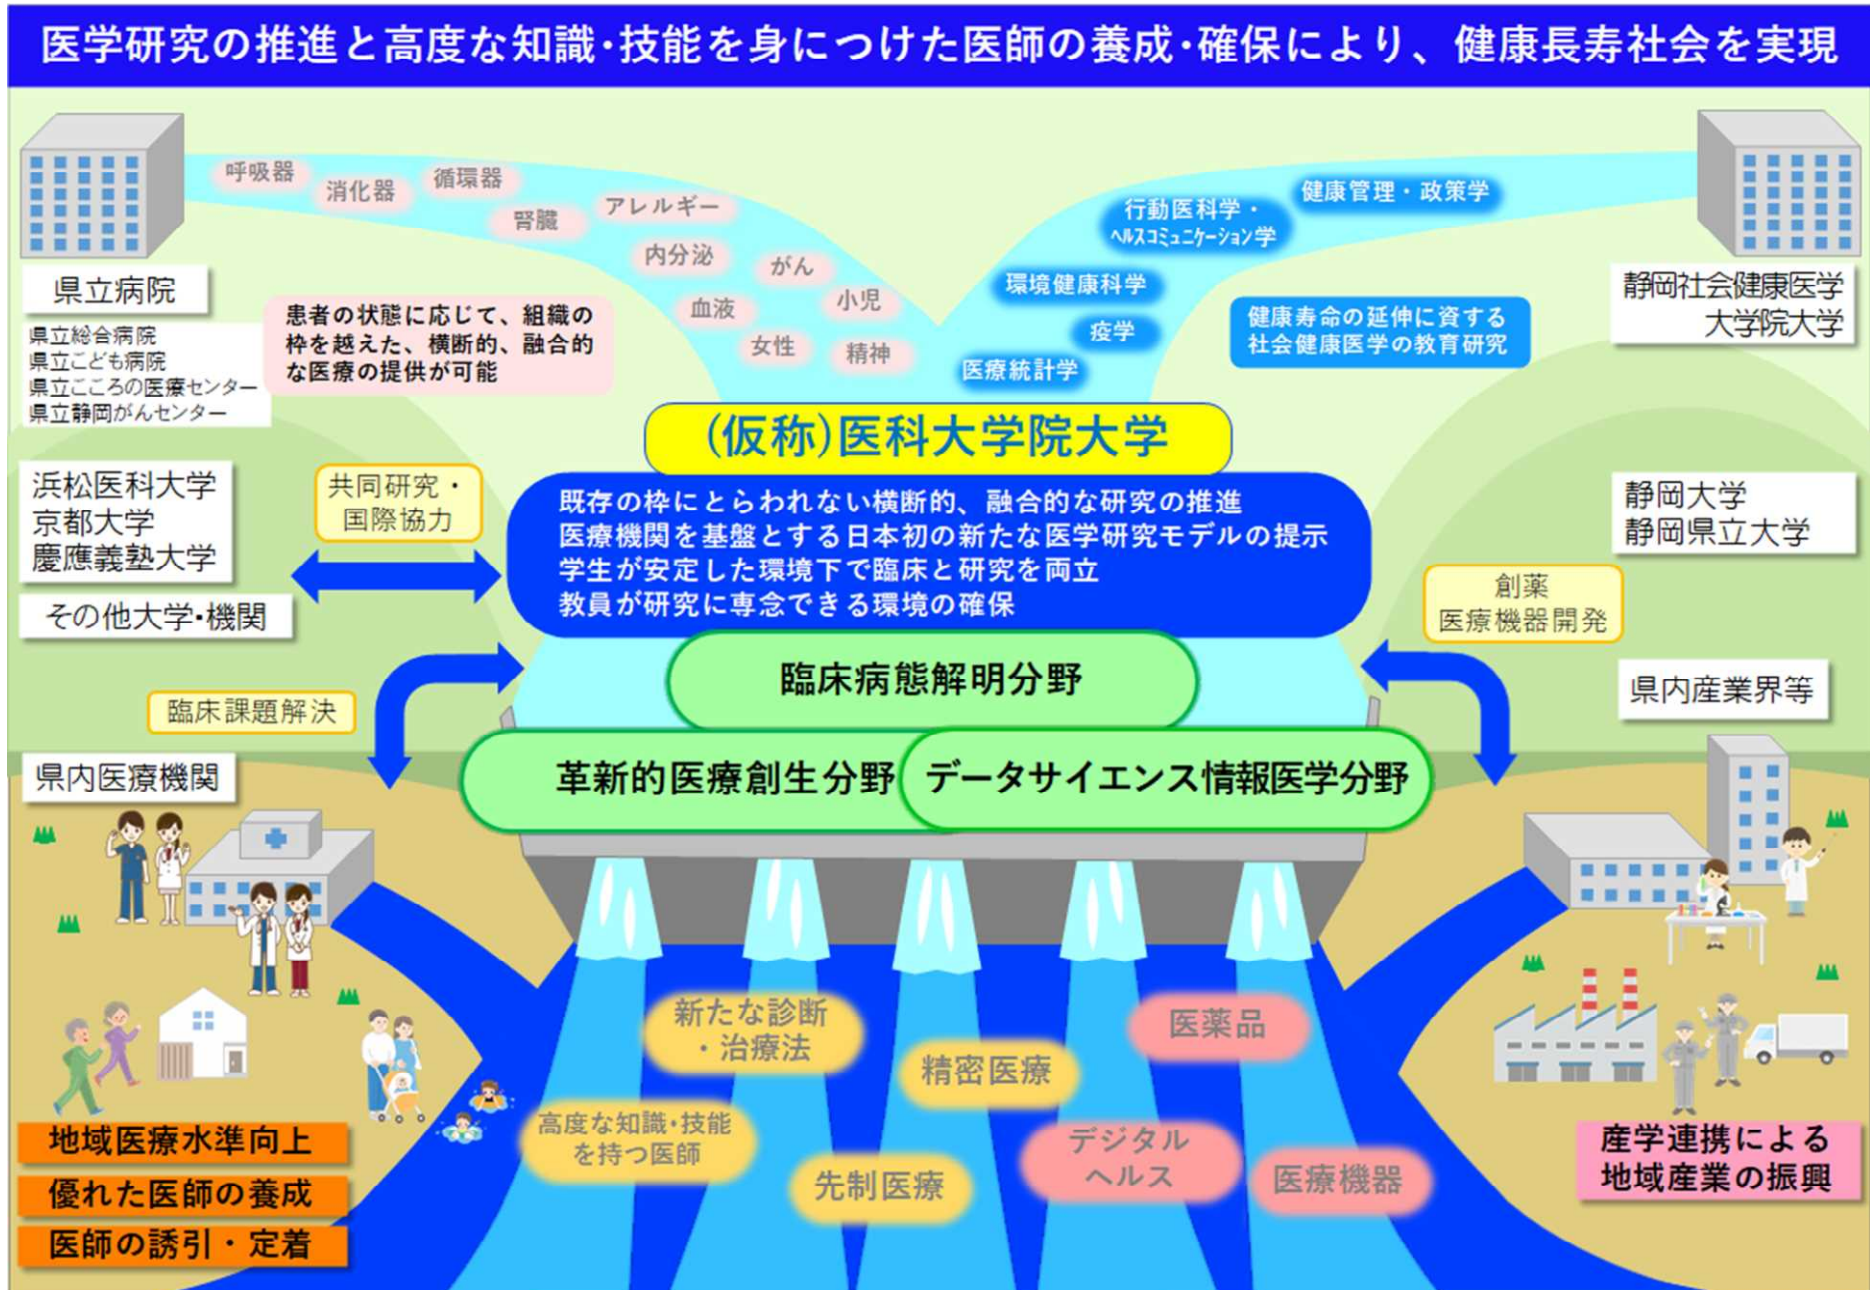 医学研究の推進と高度な知識・技能を身につけた医師の養成・確保により、健康長寿社会を実現
呼吸器
消化器
循環器
腎臓
アレルギー
内分泌
がん
血液
小児
女性
精神
健康管理・政策学
行動医科学・
ヘルスコミュニケーション学
環境健康科学
疫学
医療統計学
県立病院
県立総合病院
県立こども病院
県立こころの医療センター
県立静岡がんセンター
患者の状態に応じて、組織の
枠を越えた、横断的、融合的
な医療の提供が可能
静岡社会健康医学
大学院大学
健康寿命の延伸に資する
社会健康医学の教育研究
(仮称)医科大学院大学
既存の枠にとらわれない横断的、融合的な研究の推進
医療機関を基盤とする日本初の新たな医学研究モデルの提示
学生が安定した環境下で臨床と研究を両立
教員が研究に専念できる環境の確保
浜松医科大学
京都大学
慶應義塾大学
その他大学・機関
共同研究・
国際協力
静岡大学
静岡県立大学
創薬
医療機器開発
県内産業界等
臨床課題解決
県内医療機関
臨床病態解明分野
革新的医療創生分野
データサイエンス情報医学分野
新たな診断
・治療法
精密医療
医薬品
高度な知識・技能
を持つ医師
先制医療
デジタル
ヘルス
医療機器
地域医療水準向上
優れた医師の養成
医師の誘引・定着
産学連携による
地域産業の振興